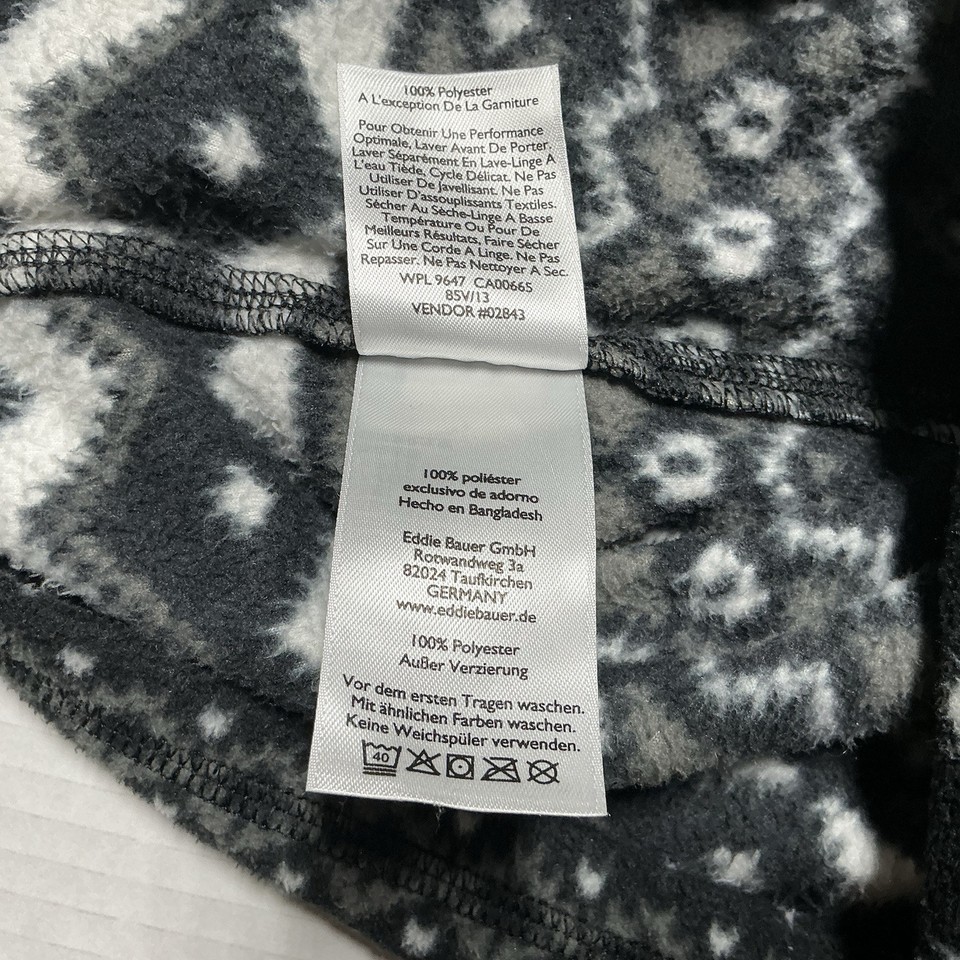 100% Polyester
A L'exception De La Garniture
Pour Obtenir Une Performance
Optimale, Laver Avant De Porter.
Laver Séparément En Lave-Linge A
L'eau Tiède, Cycle Délicat. Ne Pas
Utiliser De Javellisant. Ne Pas
Utiliser D'assouplissants Textiles.
Sécher Au Sèche-Linge A Basse
Température Ou Pour De
Meilleurs Résultats, Faire Sécher
Sur Une Corde A Linge. Ne Pas
Repasser. Ne Pas Nettoyer A Sec.
WPL 9647 CA00665
85V/13
VENDOR #02843
100% poliéster
exclusivo de adorno
Hecho en Bangladesh
Eddie Bauer GmbH
Rotwandweg 3a
82024 Taufkirchen
GERMANY
www.eddiebauer.de
100% Polyester
Außer Verzierung
Vor dem ersten Tragen waschen.
Mit ähnlichen Farben waschen.
Keine Weichspüler verwenden.
40